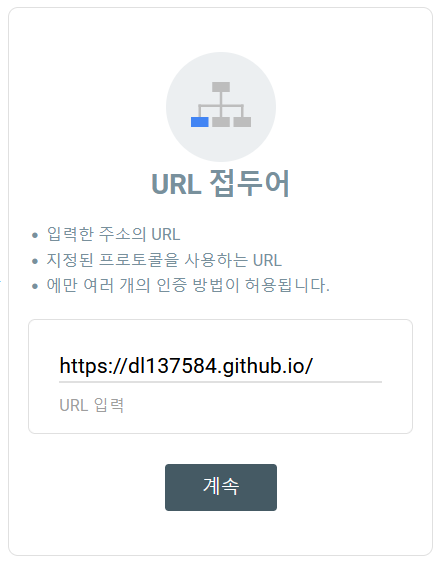 URL 접두어
입력한 주소의 URL
지정된 프로토콜을 사용하는 URL
에만 여러 개의 인증 방법이 허용됩니다.
https://dl137584.github.io/
URL 입력
계속